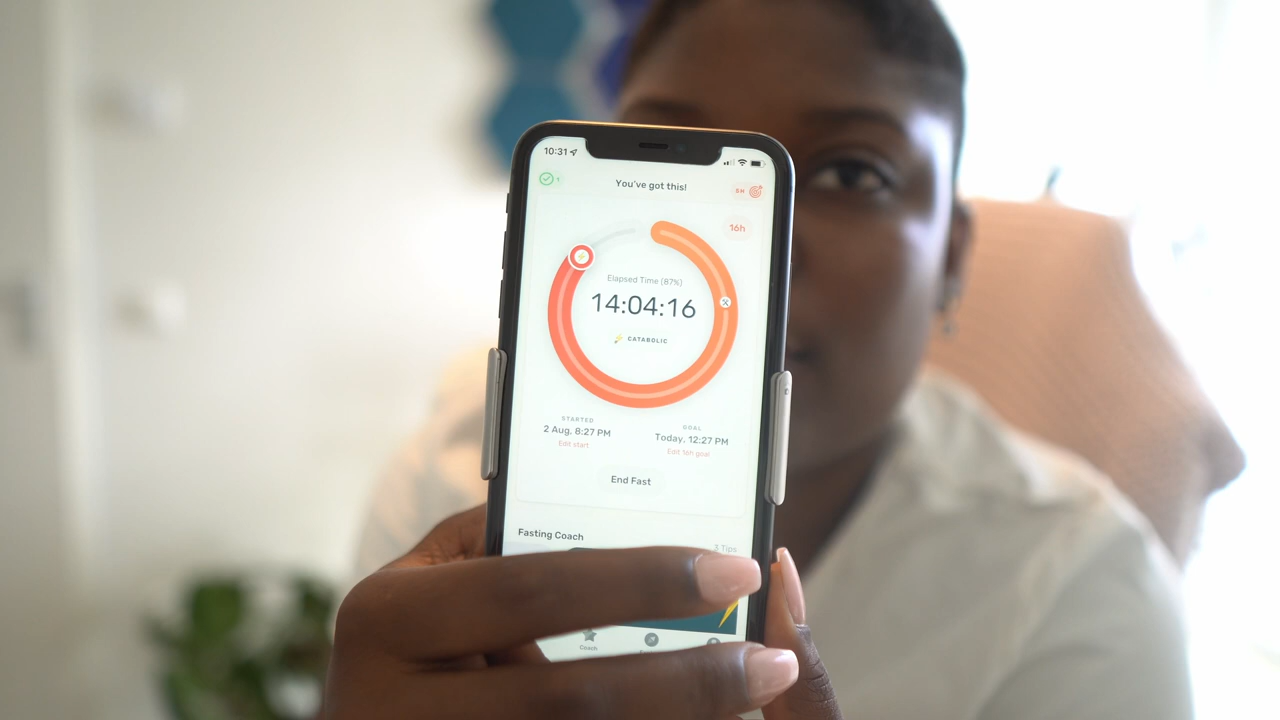 10:31
You've got this!
5H
16h
Elapsed Time (87%)
14:04:16
CATABOLIC
STARTED
2 Aug, 8:27 PM
Edit start
GOAL
Today, 12:27 PM
Edit 16h goal
End Fast
Fasting Coach
3 Tips
Coach